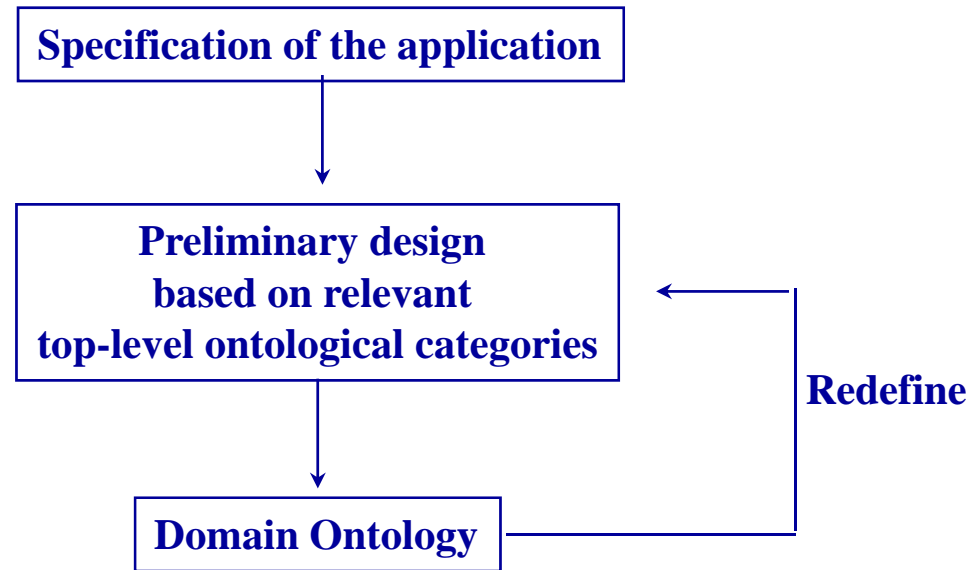 Specification of the application
Preliminary design
based on relevant
top-level ontological categories
Redefine
Domain Ontology